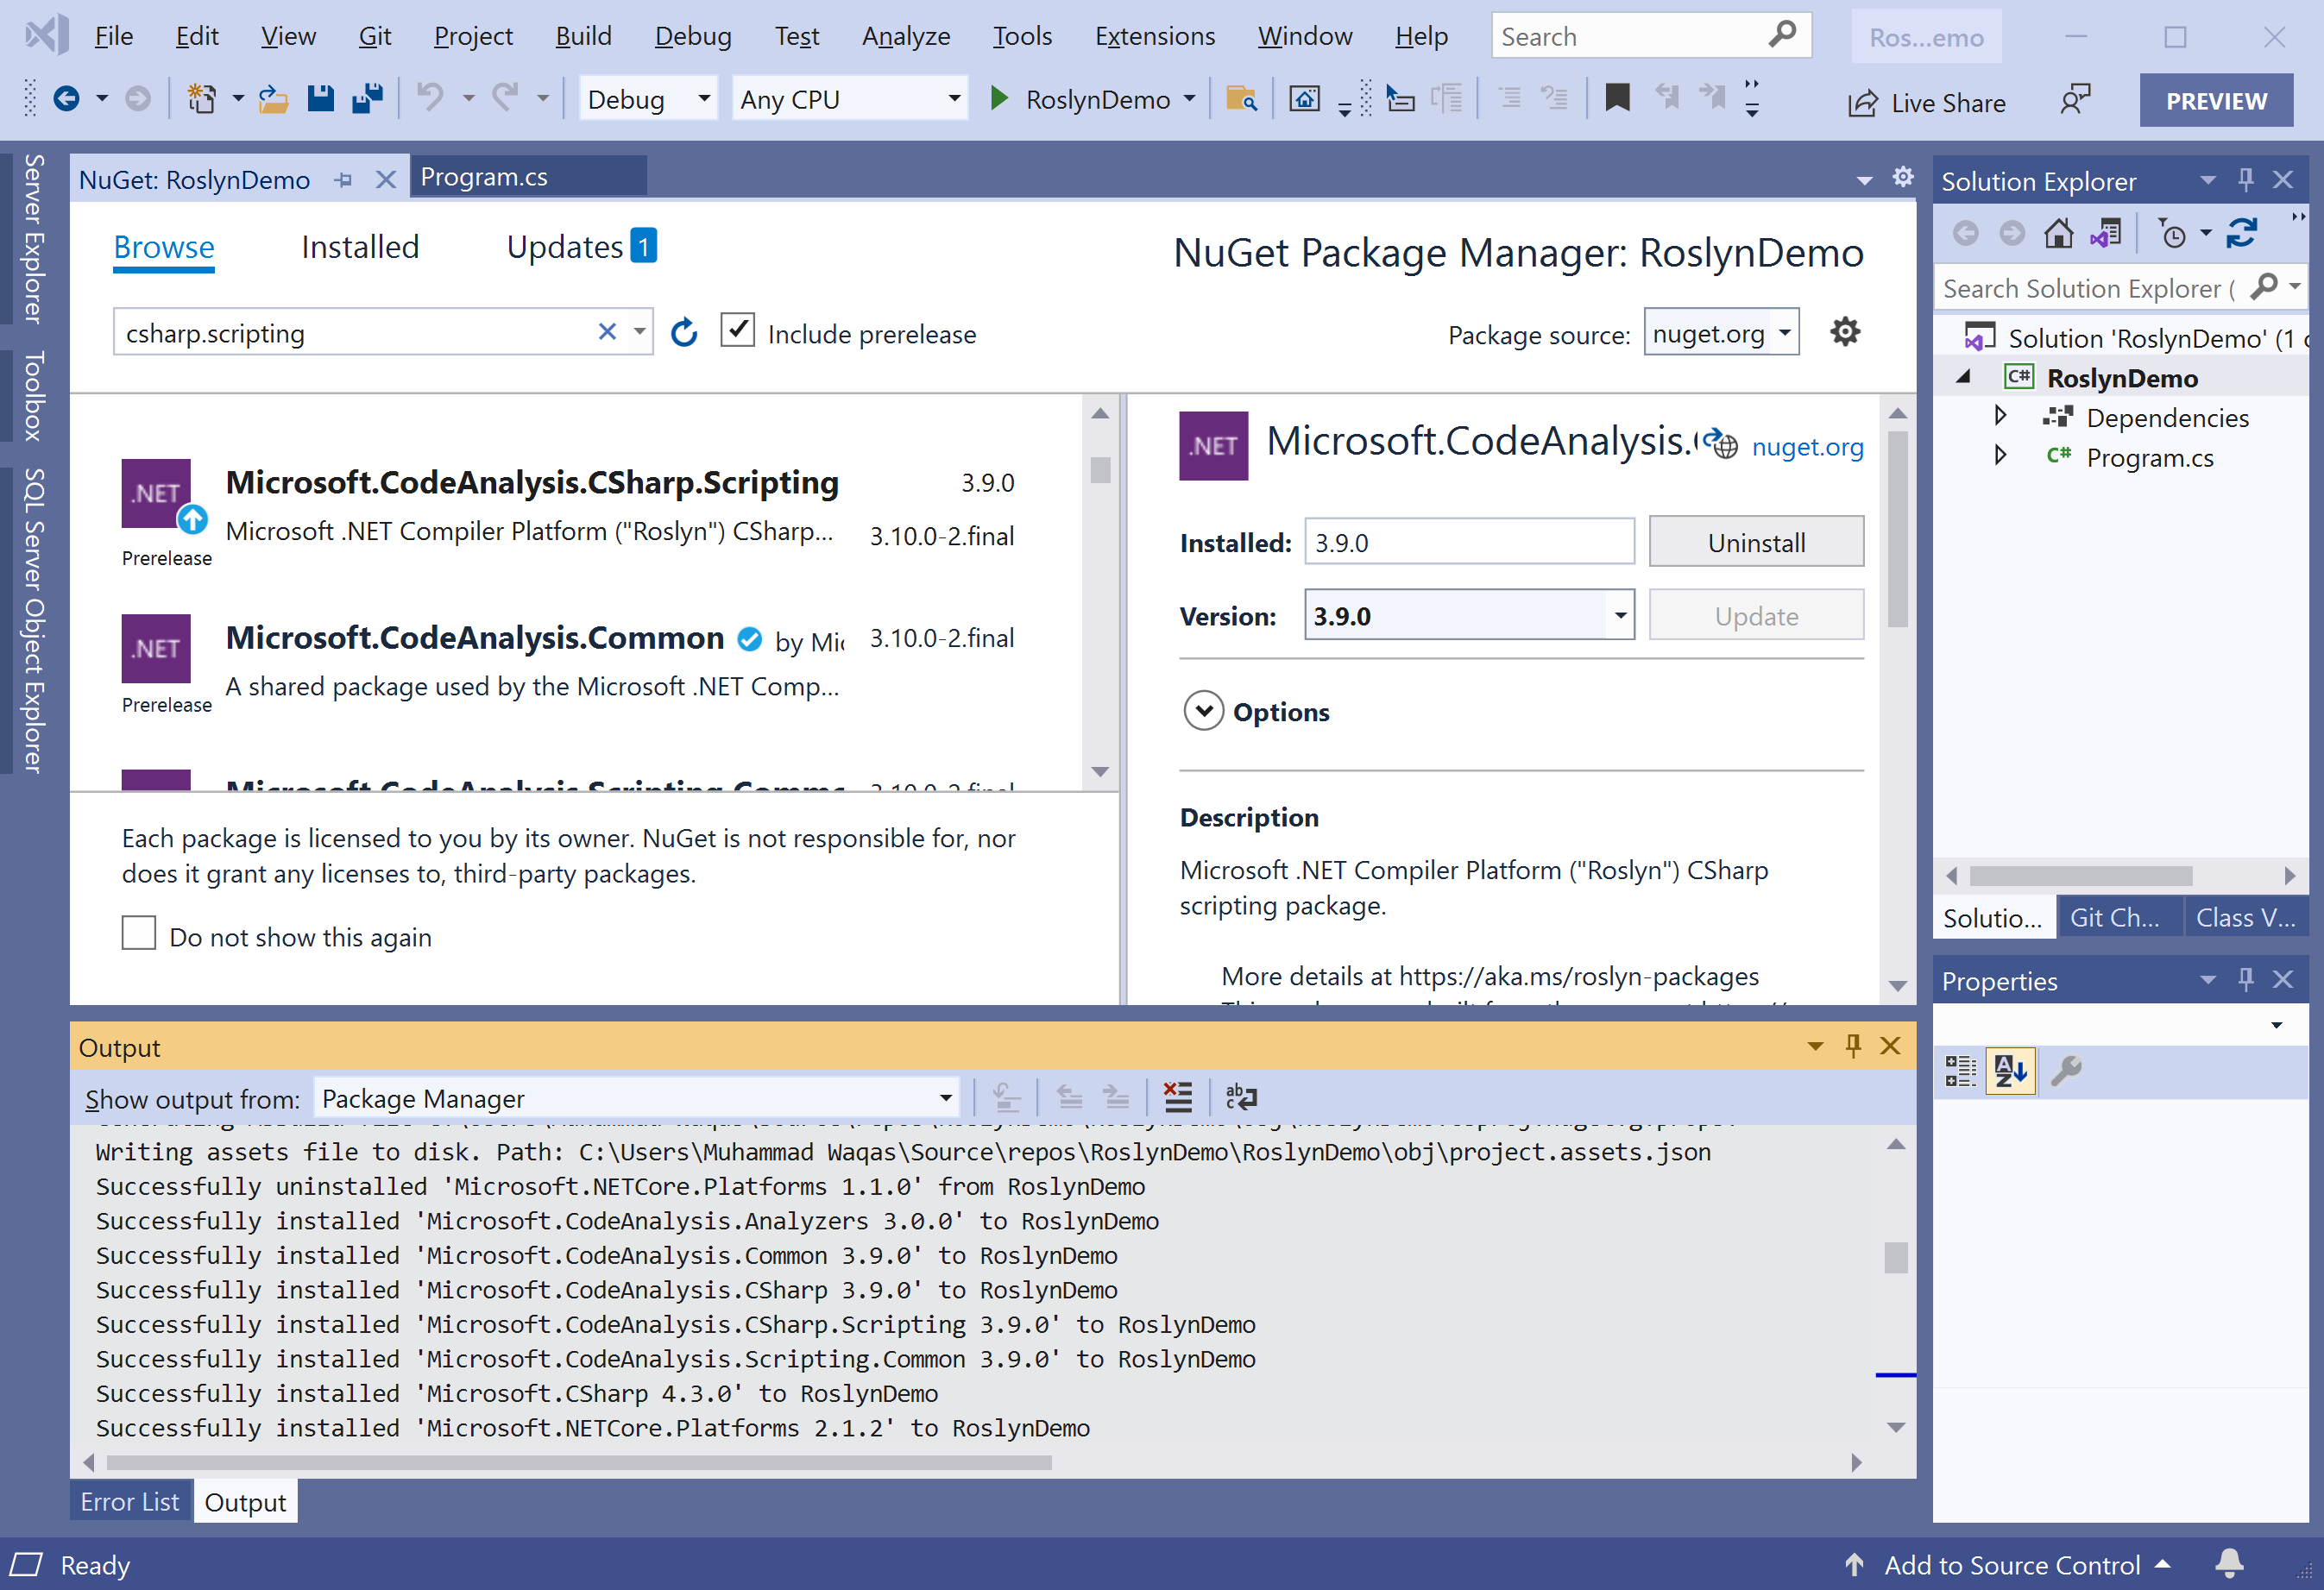 File Edit View Git Project Build Debug Test Analyze Tools Extensions Window Help Search Ros...emo
Debug Any CPU RoslynDemo Live Share PREVIEW
Server Explorer
Toolbox
SQL Server Object Explorer
NuGet: RoslynDemo Program.cs
Browse Installed Updates 1
NuGet Package Manager: RoslynDemo
csharp.scripting Include prerelease
Package source: nuget.org
.NET
Microsoft.CodeAnalysis.CSharp.Scripting 3.9.0
Microsoft .NET Compiler Platform ("Roslyn") CSharp... 3.10.0-2.final
Prerelease
.NET
Microsoft.CodeAnalysis.Common by Mic 3.10.0-2.final
A shared package used by the Microsoft .NET Comp...
Prerelease
Microsoft.CodeAnalysis.Scripting.Commo 3.10.0-2.final
Each package is licensed to you by its owner. NuGet is not responsible for, nor
does it grant any licenses to, third-party packages.
Do not show this again
.NET
Microsoft.CodeAnalysis. nuget.org
Installed: 3.9.0 Uninstall
Version: 3.9.0 Update
Options
Description
Microsoft .NET Compiler Platform ("Roslyn") CSharp
scripting package.
More details at https://aka.ms/roslyn-packages
Output
Show output from: Package Manager
Writing assets file to disk. Path: C:\Users\Muhammad Waqas\Source\repos\RoslynDemo\RoslynDemo\obj\project.assets.json
Successfully uninstalled 'Microsoft.NETCore.Platforms 1.1.0' from RoslynDemo
Successfully installed 'Microsoft.CodeAnalysis.Analyzers 3.0.0' to RoslynDemo
Successfully installed 'Microsoft.CodeAnalysis.Common 3.9.0' to RoslynDemo
Successfully installed 'Microsoft.CodeAnalysis.CSharp 3.9.0' to RoslynDemo
Successfully installed 'Microsoft.CodeAnalysis.CSharp.Scripting 3.9.0' to RoslynDemo
Successfully installed 'Microsoft.CodeAnalysis.Scripting.Common 3.9.0' to RoslynDemo
Successfully installed 'Microsoft.CSharp 4.3.0' to RoslynDemo
Successfully installed 'Microsoft.NETCore.Platforms 2.1.2' to RoslynDemo
Error List Output
Solution Explorer
Search Solution Explorer (
Solution 'RoslynDemo' (1 o
C# RoslynDemo
Dependencies
C# Program.cs
Solutio... Git Ch... Class V...
Properties
Ready Add to Source Control